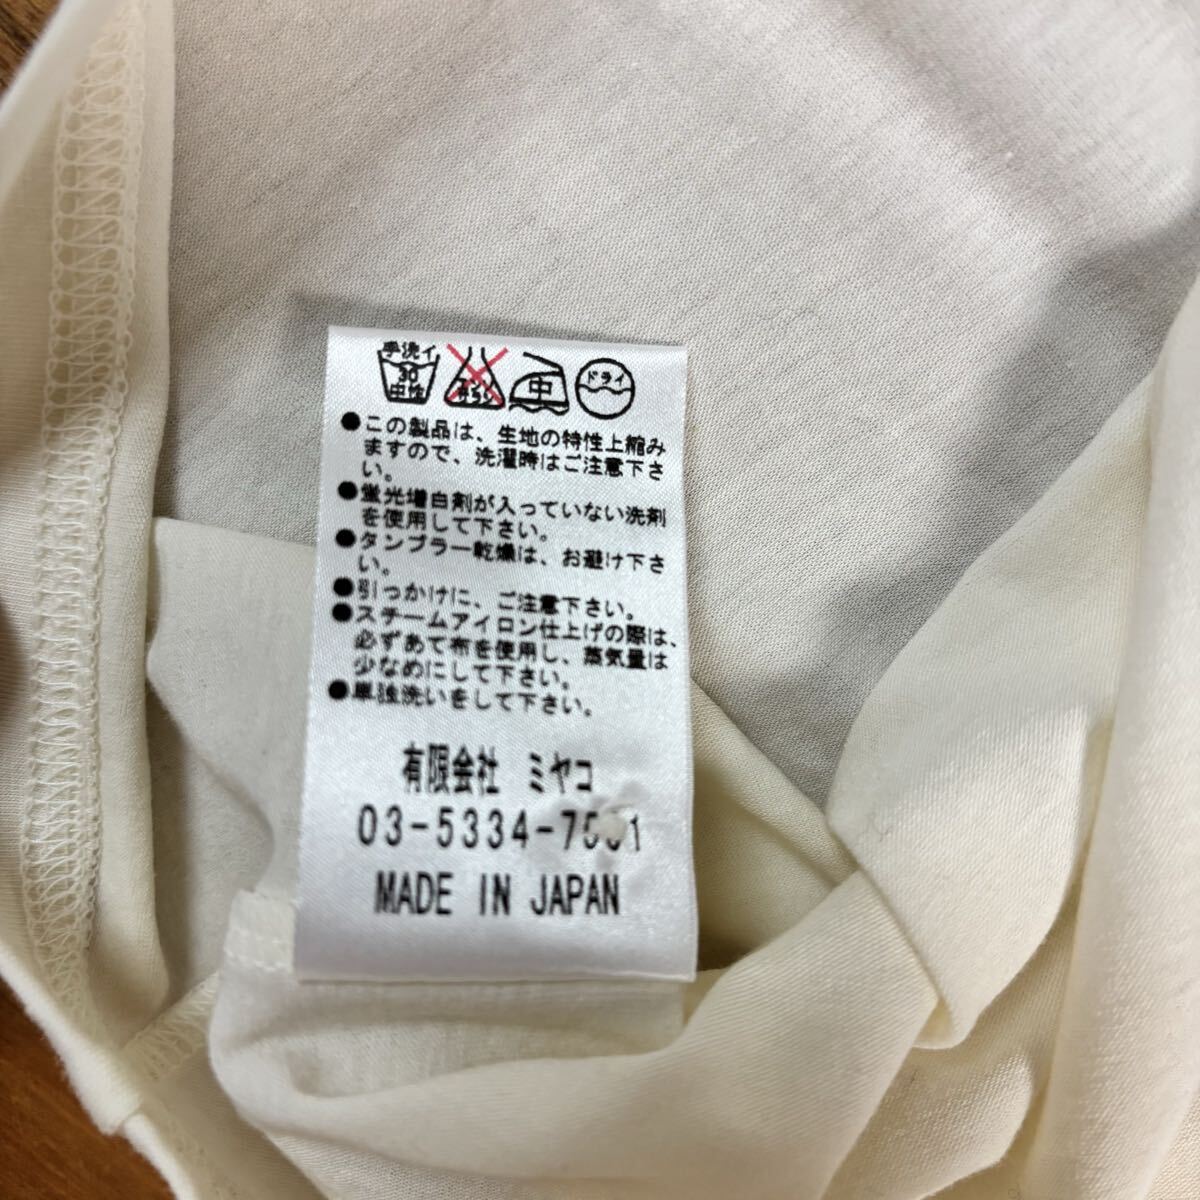 手洗イ
30
中性
エンソ
サラシ
中
ドライ
●この製品は、生地の特性上縮み
ますので、洗濯時はご注意下さ
い。
●蛍光増白剤が入っていない洗剤
を使用して下さい。
●タンブラー乾燥は、お避け下さ
い。
●引っかけに、ご注意下さい。
●スチームアイロン仕上げの際は、
必ずあて布を使用し、蒸気量は
少なめにして下さい。
●単独洗いをして下さい。
有限会社 ミヤコ
MADE IN JAPAN